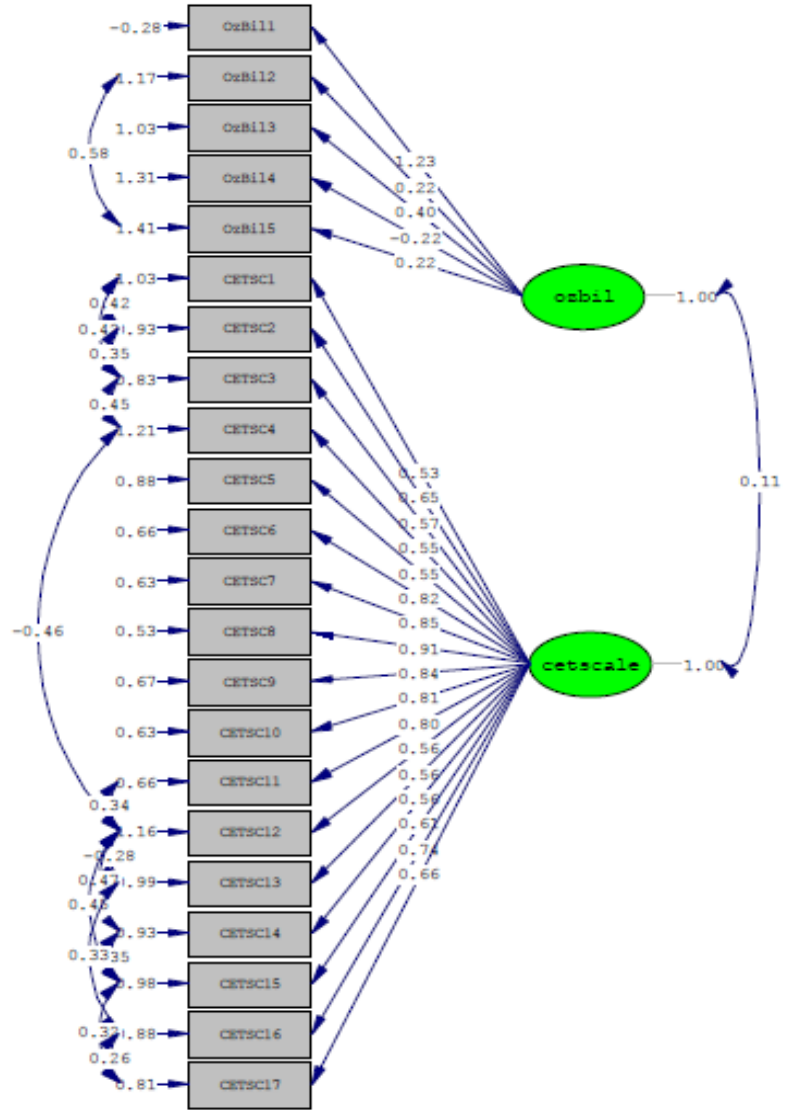 -0.28 OzBil1
1.17 OzBil2
1.03 OzBil3
0.58
1.31 OzBil4
1.41 OzBil5
1.23
0.22
0.40
-0.22
0.22
ozbil 1.00
1.03 CETSC1
0.42
CETSC2
0.35
0.83 CETSC3
0.45
1.21 CETSC4
0.88 CETSC5
0.66 CETSC6
0.63 CETSC7
0.53 CETSC8
0.67 CETSC9
0.63 CETSC10
0.66 CETSC11
-0.46
0.34
1.16 CETSC12
-0.28
CETSC13
0.93 CETSC14
0.33
0.98 CETSC15
CETSC16
0.26
0.81 CETSC17
0.53
0.65
0.57
0.55
0.55
0.82
0.85
0.91
0.84
0.81
0.80
0.56
0.56
0.56
0.74
0.66
cetscale 1.00
0.11